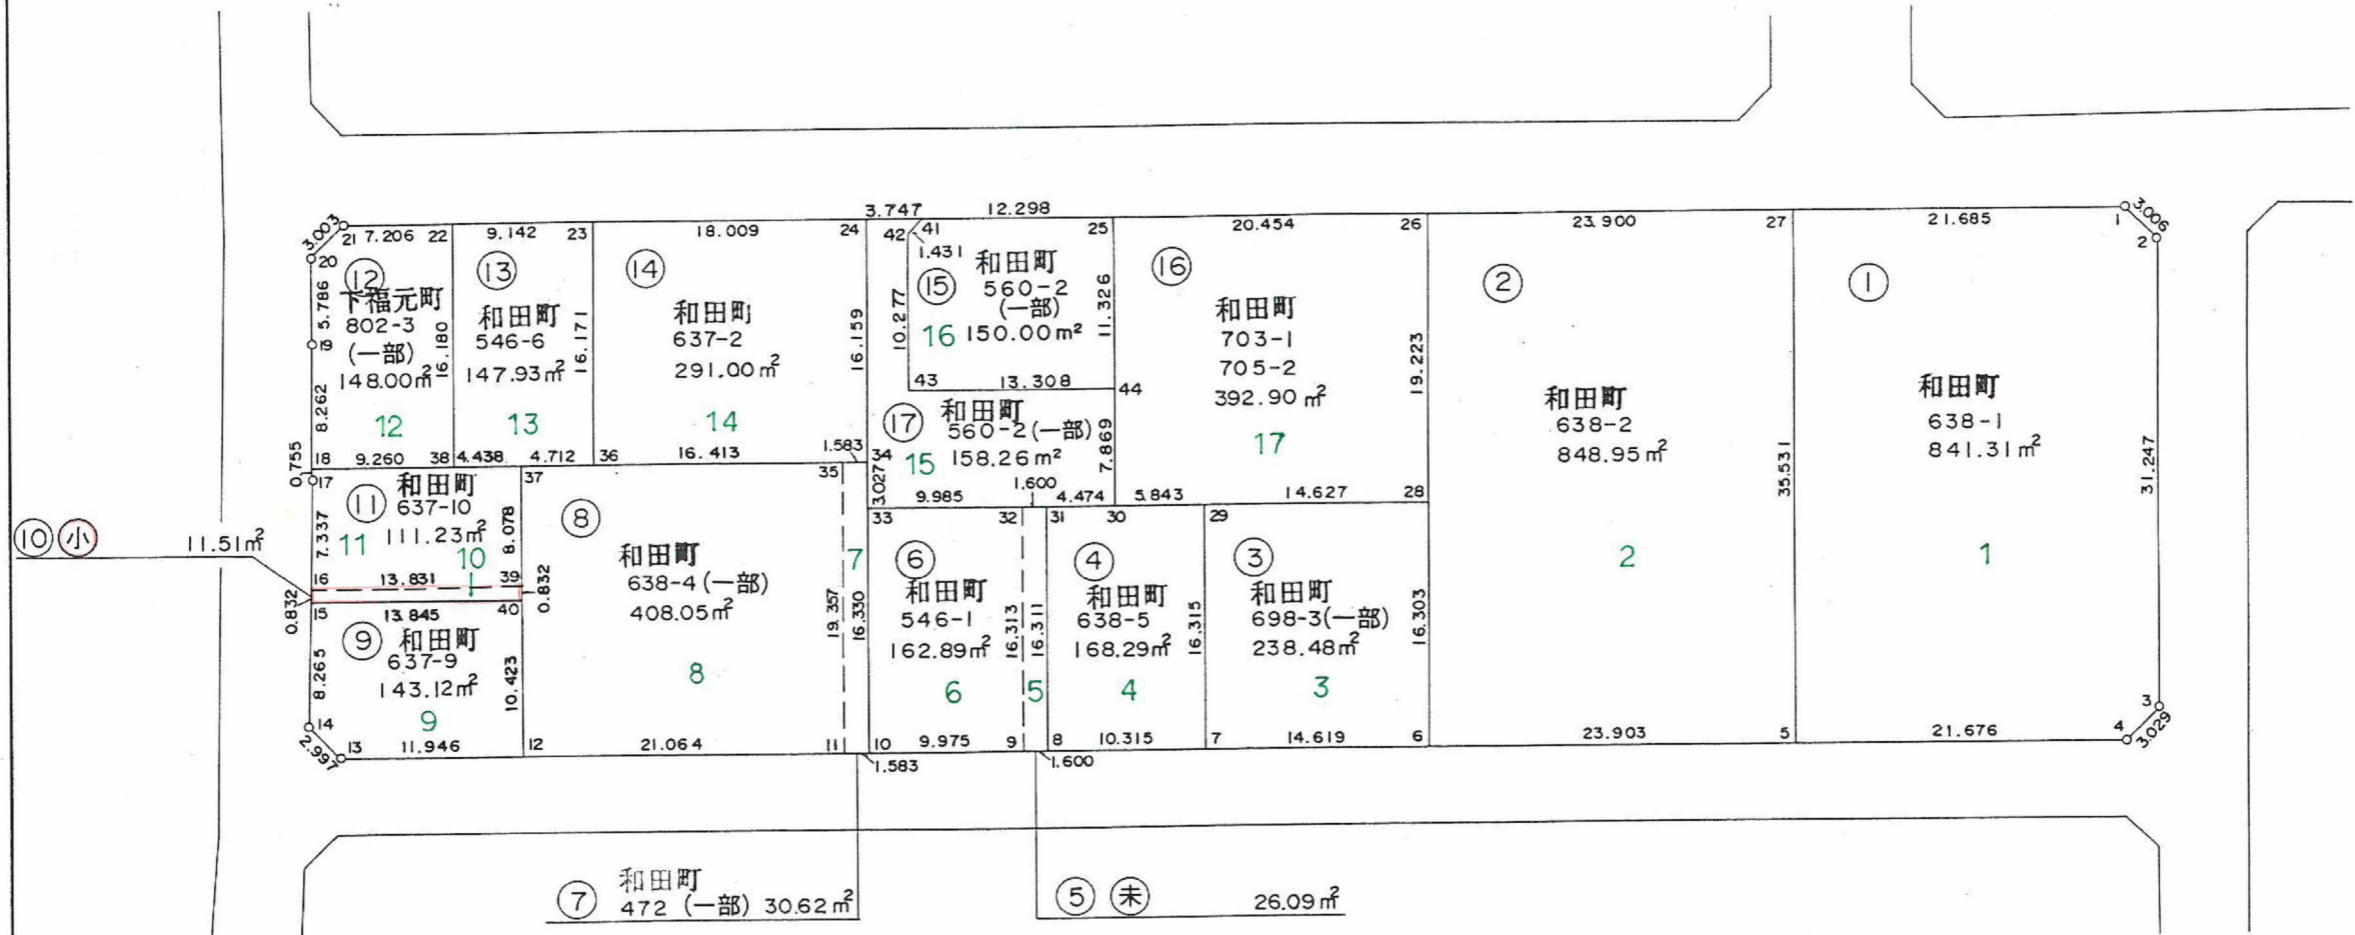 3.747 12.298
3.003 21 7.206 22 9.142 23 18.009 24 42 41 25 20.454 26 23.900 27 21.685 1 3.006
2
20 1.431
5.786
19
8.262
0.755
⑫
下福元町
802-3
(一部)
148.00㎡
12
16.180
⑬
和田町
546-6
147.93㎡
13
16.171
⑭
和田町
637-2
291.00㎡
14
16.159
10.277
⑮
和田町
560-2
(一部)
16 150.00㎡
11.326
43 13.308 44
⑰ 和田町
560-2(一部)
15 158.26㎡
7.869
⑯
和田町
703-1
705-2
392.90㎡
17
19.223
②
和田町
638-2
848.95㎡
2
35.531
①
和田町
638-1
841.31㎡
1
31.247
18 9.260 38 4.438 4.712 36 16.413 1.583 34
17 37 35 3.027
9.985 1.600 4.474 5.843 14.627 28
33 32 31 30 29
⑪ 和田町
637-10
11 111.23㎡
10
7.337
8.078
⑩ 小 11.51㎡
16 13.831 39
0.832 0.832
15 13.845 40
⑨ 和田町
637-9
143.12㎡
9
8.265
10.423
⑧
和田町
638-4(一部)
408.05㎡
8
19.357
7
16.330
⑥
和田町
546-1
162.89㎡
6
16.313
5
16.311
④
和田町
638-5
168.29㎡
4
16.315
③
和田町
698-3(一部)
238.48㎡
3
16.303
14 3
2.997 13 11.946 12 21.064 11 10 9.975 9 8 10.315 7 14.619 6 23.903 5 21.676 4 3.029
1.583 1.600
⑦ 和田町
472 (一部) 30.62㎡
⑤ 未 26.09㎡